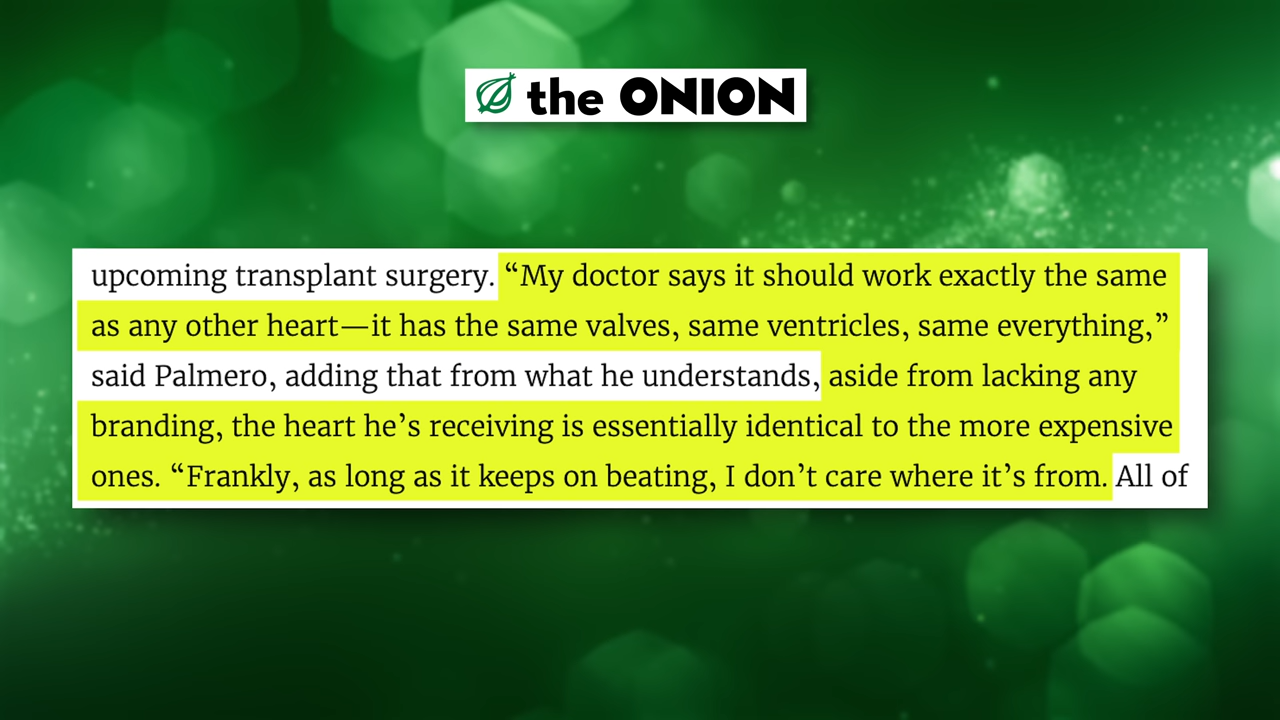 the ONION
upcoming transplant surgery. “My doctor says it should work exactly the same
as any other heart—it has the same valves, same ventricles, same everything,”
said Palmero, adding that from what he understands, aside from lacking any
branding, the heart he’s receiving is essentially identical to the more expensive
ones. “Frankly, as long as it keeps on beating, I don’t care where it’s from. All of